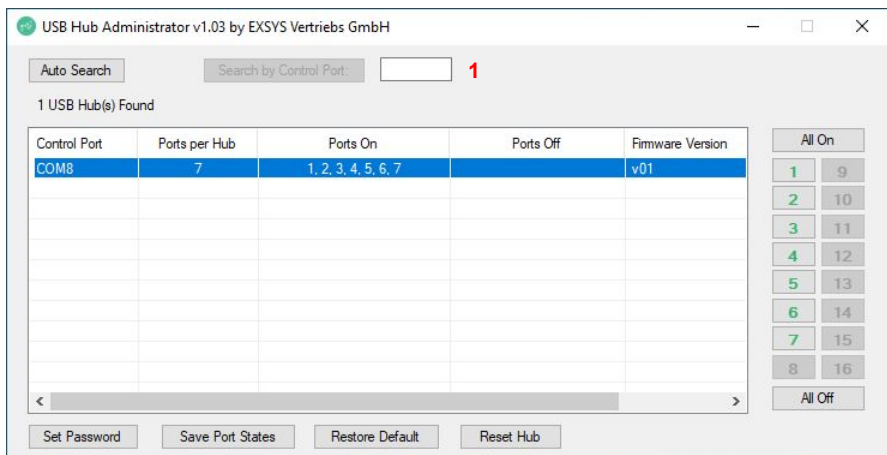 USB Hub Administrator v1.03 by EXSYS Vertriebs GmbH
Auto Search Search by Control Port: 1
1 USB Hub(s) Found
Control Port Ports per Hub Ports On Ports Off Firmware Version All On
COM8 7 1, 2, 3, 4, 5, 6, 7 v01
1 9
2 10
3 11
4 12
5 13
6 14
7 15
8 16
All Off
Set Password Save Port States Restore Default Reset Hub